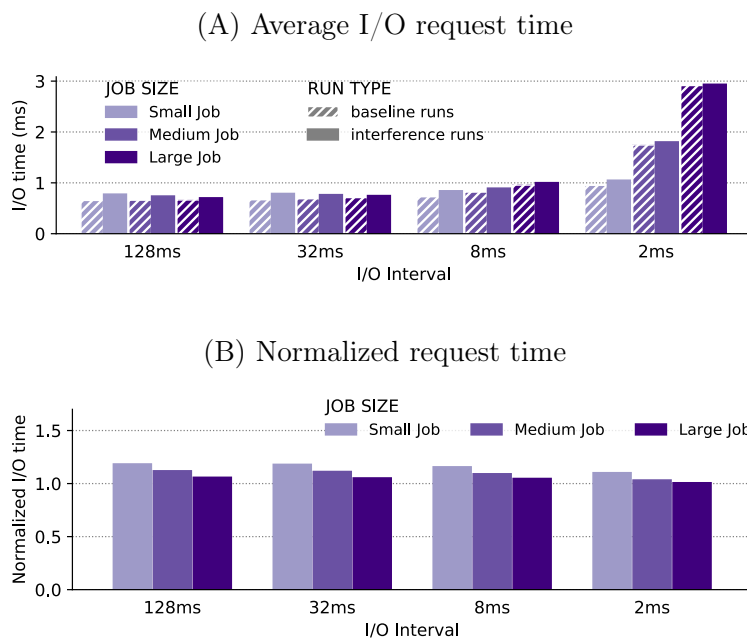 (A) Average I/O request time
3
2
1
0
I/O time (ms)
JOB SIZE
Small Job
Medium Job
Large Job
RUN TYPE
baseline runs
interference runs
128ms 32ms 8ms 2ms
I/O Interval
(B) Normalized request time
JOB SIZE
Small Job Medium Job Large Job
1.5
1.0
0.5
0.0
Normalized I/O time
128ms 32ms 8ms 2ms
I/O Interval